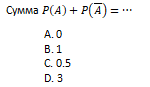 Сумма P(A) + P(A̅) = ⋯
A. 0
B. 1
C. 0.5
D. 3